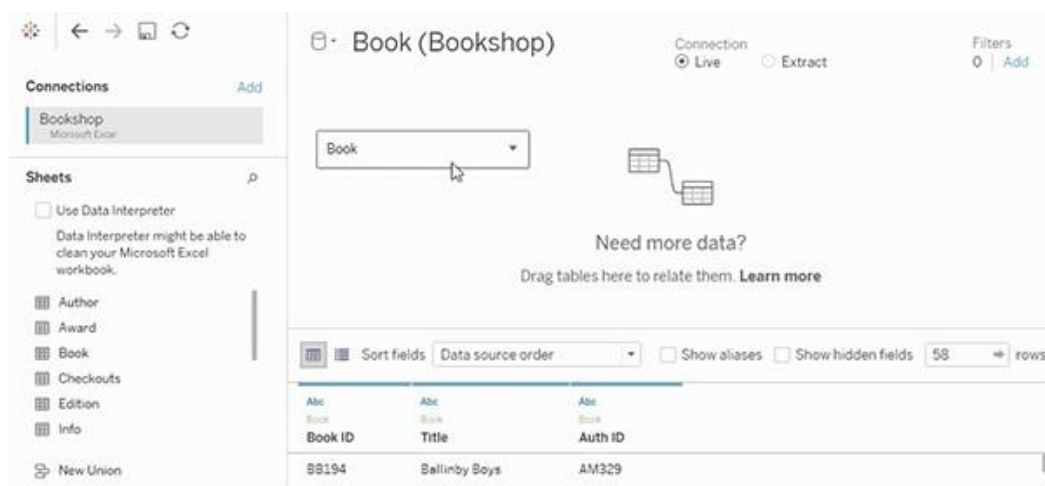 Book (Bookshop)
Connection
Live
Extract
Filters
0 | Add
Connections
Add
Bookshop
Microsoft Excel
Book
Sheets
Use Data Interpreter
Data Interpreter might be able to
clean your Microsoft Excel
workbook.
Need more data?
Drag tables here to relate them. Learn more
Author
Award
Book
Checkouts
Edition
Info
New Union
Sort fields
Data source order
Show aliases
Show hidden fields
58
rows
Abc
Abc
Abc
Book
Book
Book
Book ID
Title
Auth ID
BB194
Ballinby Boys
AM329